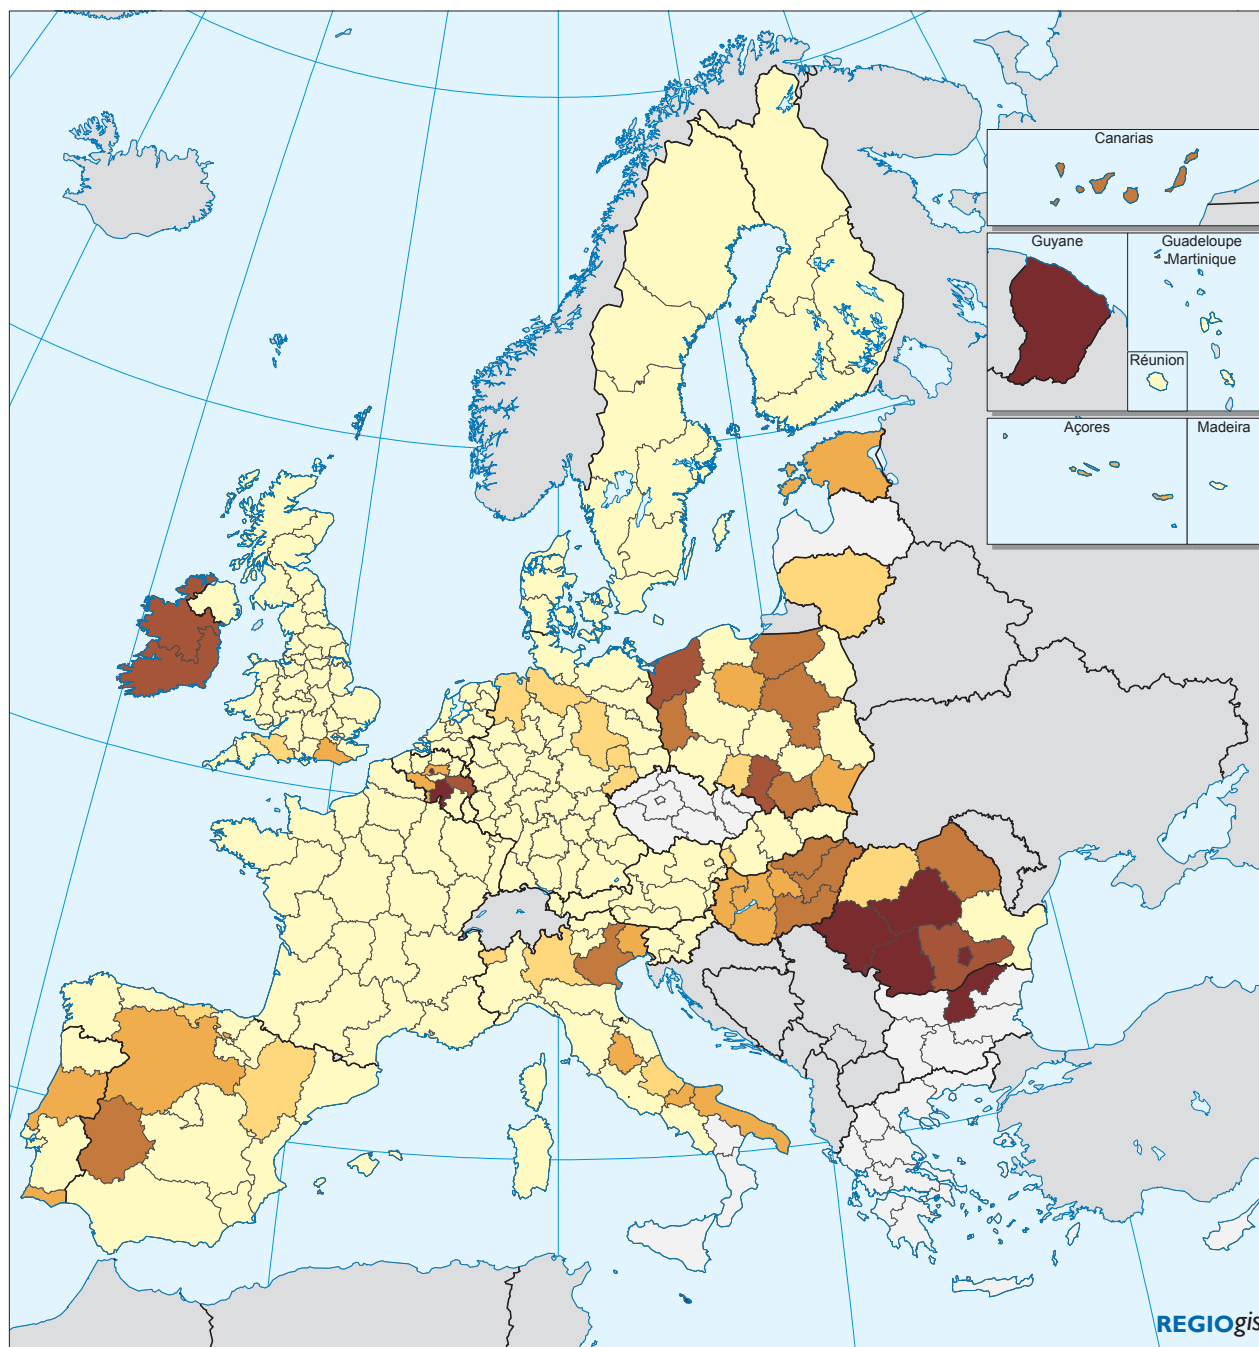 Canarias
Guyane
Guadeloupe
Martinique
Réunion
Açores
Madeira
REGIOgis